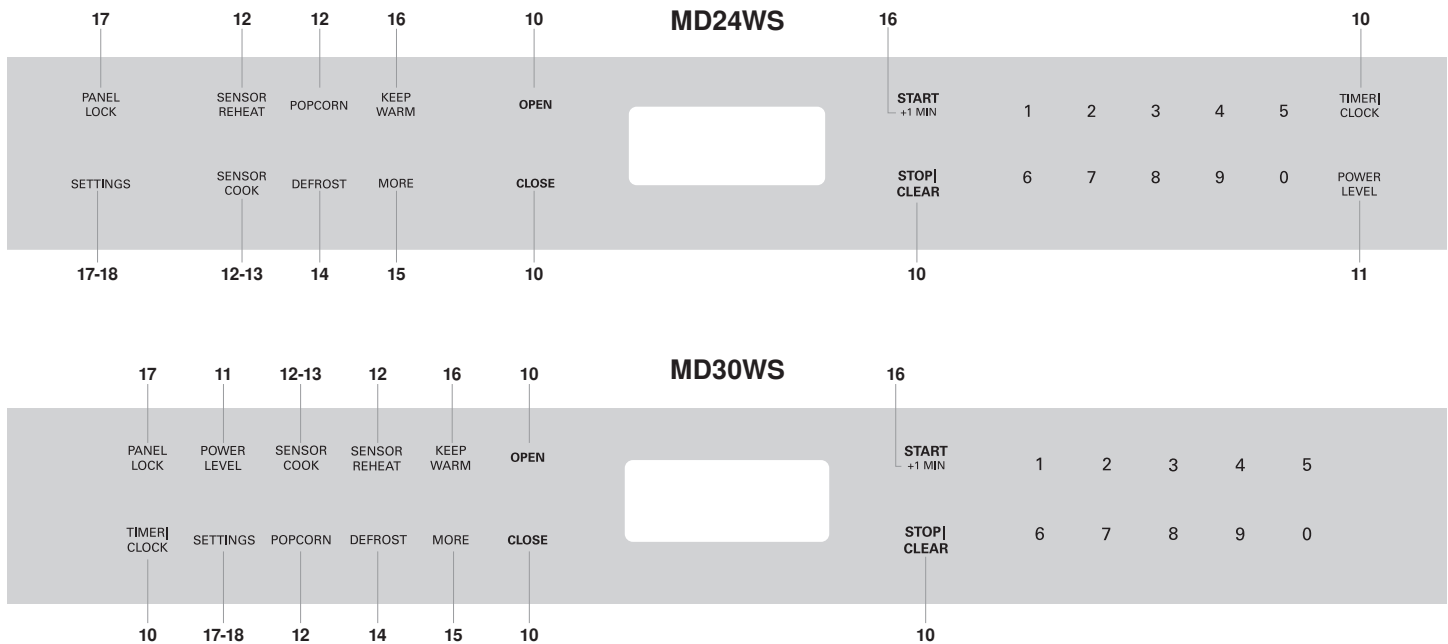 17 12 12 16 10 MD24WS 16 10
PANEL LOCK
SENSOR REHEAT
POPCORN
KEEP WARM
OPEN
START
+1 MIN
1 2 3 4 5
TIMER|
CLOCK
SETTINGS
SENSOR COOK
DEFROST
MORE
CLOSE
STOP|
CLEAR
6 7 8 9 0
POWER LEVEL
17-18 12-13 14 15 10 10 11
17 11 12-13 12 16 10 MD30WS 16
PANEL LOCK
POWER LEVEL
SENSOR COOK
SENSOR REHEAT
KEEP WARM
OPEN
START
+1 MIN
1 2 3 4 5
TIMER|
CLOCK
SETTINGS
POPCORN
DEFROST
MORE
CLOSE
STOP|
CLEAR
6 7 8 9 0
10 17-18 12 14 15 10 10